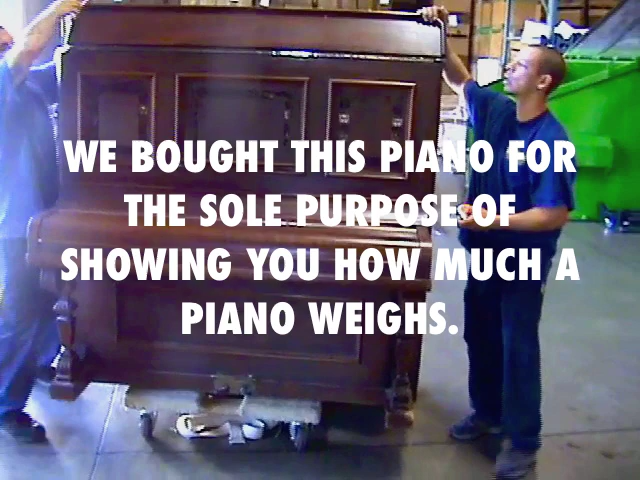 WE BOUGHT THIS PIANO FOR
THE SOLE PURPOSE OF
SHOWING YOU HOW MUCH A
PIANO WEIGHS.